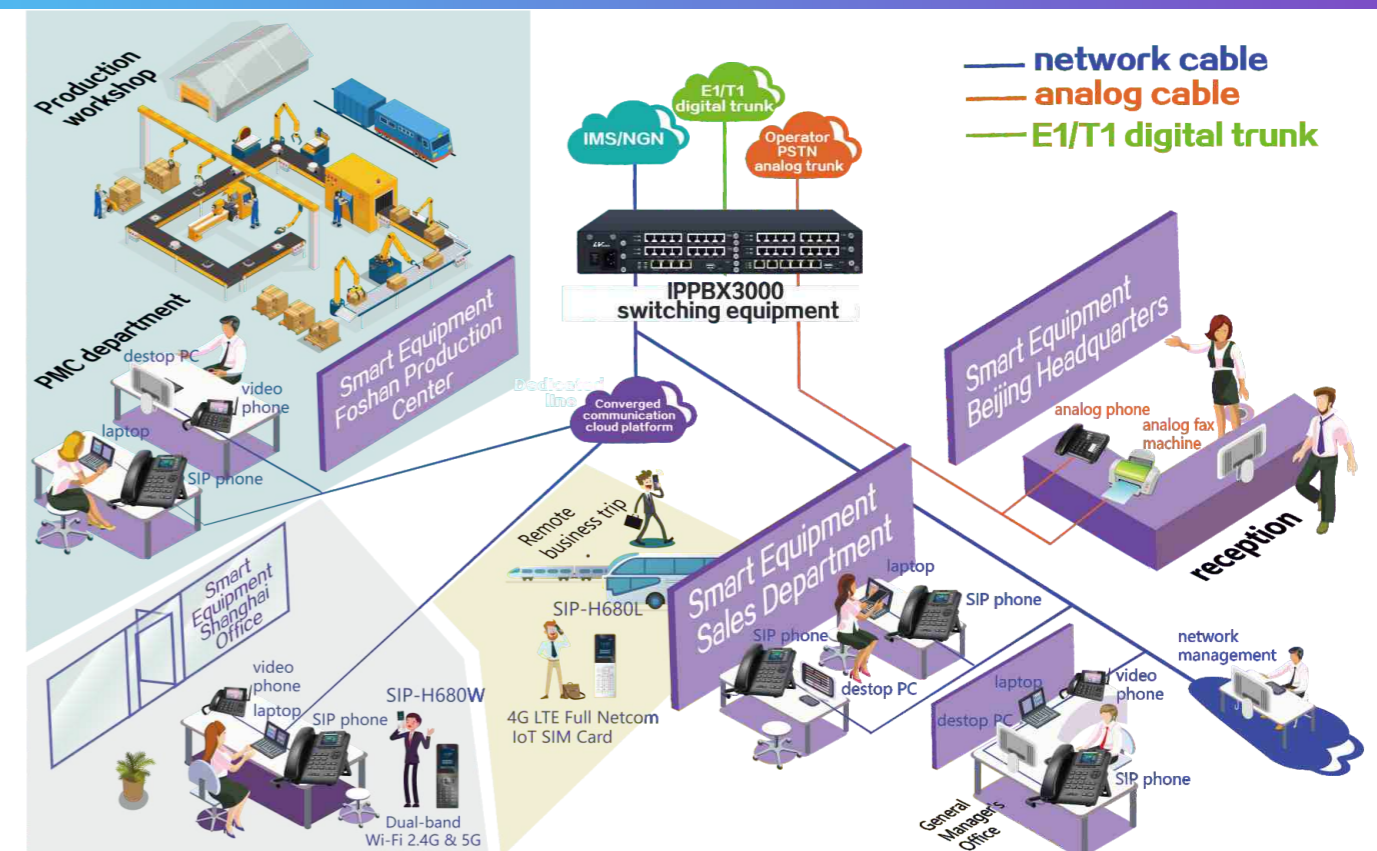 Production
workshop
IMS/NGN
E1/T1
digital trunk
Operator
PSTN
analog trunk
network cable
analog cable
E1/T1 digital trunk
IPPBX3000
switching equipment
PMC department
destop PC
video
phone
laptop
SIP phone
Smart Equipment
Foshan Production
Center
Dedicated
line
Converged
communication
cloud platform
Smart Equipment
Beijing Headquarters
analog phone
analog fax
machine
reception
Remote
business trip
SIP-H680L
4G LTE Full Netcom
IoT SIM Card
Smart
Equipment
Shanghai
Office
video
phone
laptop
SIP phone
SIP-H680W
Dual-band
Wi-Fi 2.4G & 5G
Smart Equipment
Sales Department
laptop
SIP phone
SIP phone
destop PC
network
management
laptop
video
phone
destop PC
SIP phone
General
Manager's
Office